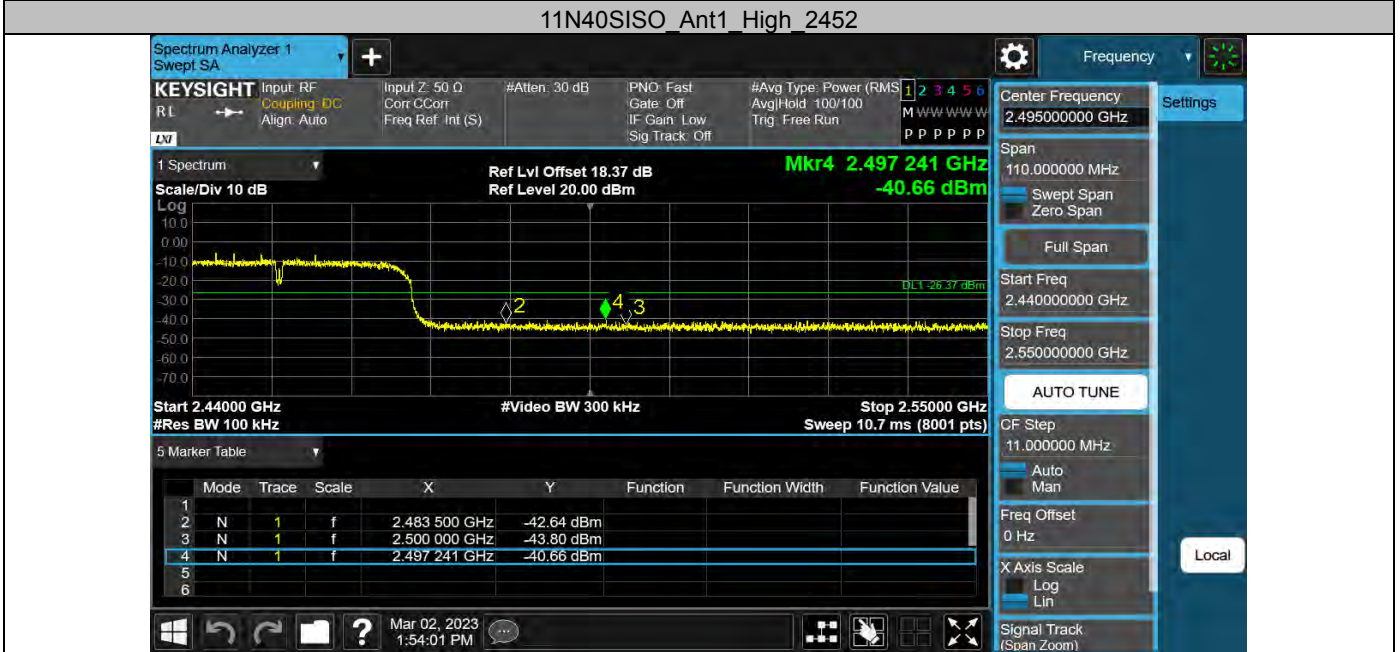 11N40SISO_Ant1_High_2452
Spectrum Analyzer 1
Swept SA
+
Frequency
KEYSIGHT
RL
LXI
Input: RF
Coupling: DC
Align: Auto
Input Z: 50 Ω
Corr CCorr
Freq Ref: Int (S)
#Atten: 30 dB
PNO: Fast
Gate: Off
IF Gain: Low
Sig Track: Off
#Avg Type: Power (RMS
Avg|Hold: 100/100
Trig: Free Run
1 2 3 4 5 6
M W W W W W
P P P P P P
Settings
1 Spectrum
Scale/Div 10 dB
Ref Lvl Offset 18.37 dB
Ref Level 20.00 dBm
Mkr4 2.497 241 GHz
-40.66 dBm
Log
10.0
0.00
-10.0
-20.0
-30.0
-40.0
-50.0
-60.0
-70.0
DL1 -26.37 dBm
2
4
3
Start 2.44000 GHz
#Video BW 300 kHz
Stop 2.55000 GHz
#Res BW 100 kHz
Sweep 10.7 ms (8001 pts)
5 Marker Table
Mode Trace Scale X Y Function Function Width Function Value
1
2 N 1 f 2.483 500 GHz -42.64 dBm
3 N 1 f 2.500 000 GHz -43.80 dBm
4 N 1 f 2.497 241 GHz -40.66 dBm
5
6
Center Frequency
2.495000000 GHz
Span
110.000000 MHz
Swept Span
Zero Span
Full Span
Start Freq
2.440000000 GHz
Stop Freq
2.550000000 GHz
AUTO TUNE
CF Step
11.000000 MHz
Auto
Man
Freq Offset
0 Hz
X Axis Scale
Log
Lin
Signal Track
(Span Zoom)
Local
?
Mar 02, 2023
1:54:01 PM